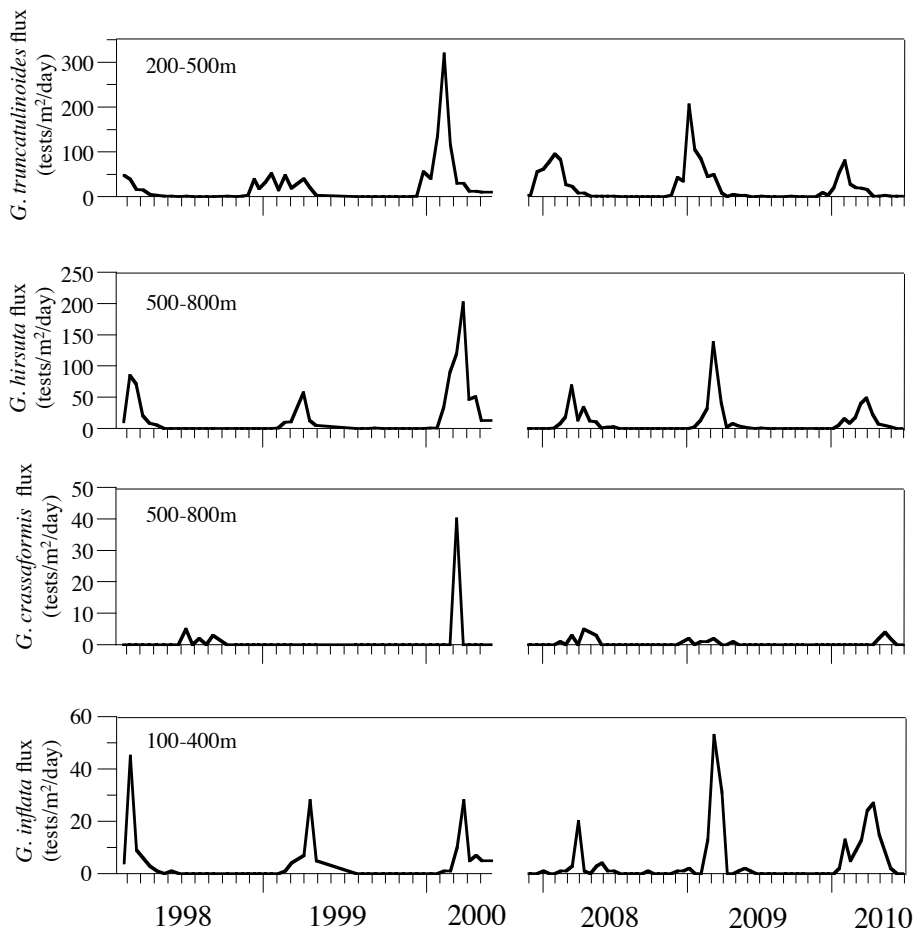 G. truncatulinoides flux
(tests/m²/day)
300
200
100
0
200-500m
G. hirsuta flux
(tests/m²/day)
250
200
150
100
50
0
500-800m
G. crassaformis flux
(tests/m²/day)
50
40
30
20
10
0
500-800m
G. inflata flux
(tests/m²/day)
60
40
20
0
100-400m
1998 1999 2000 2008 2009 2010